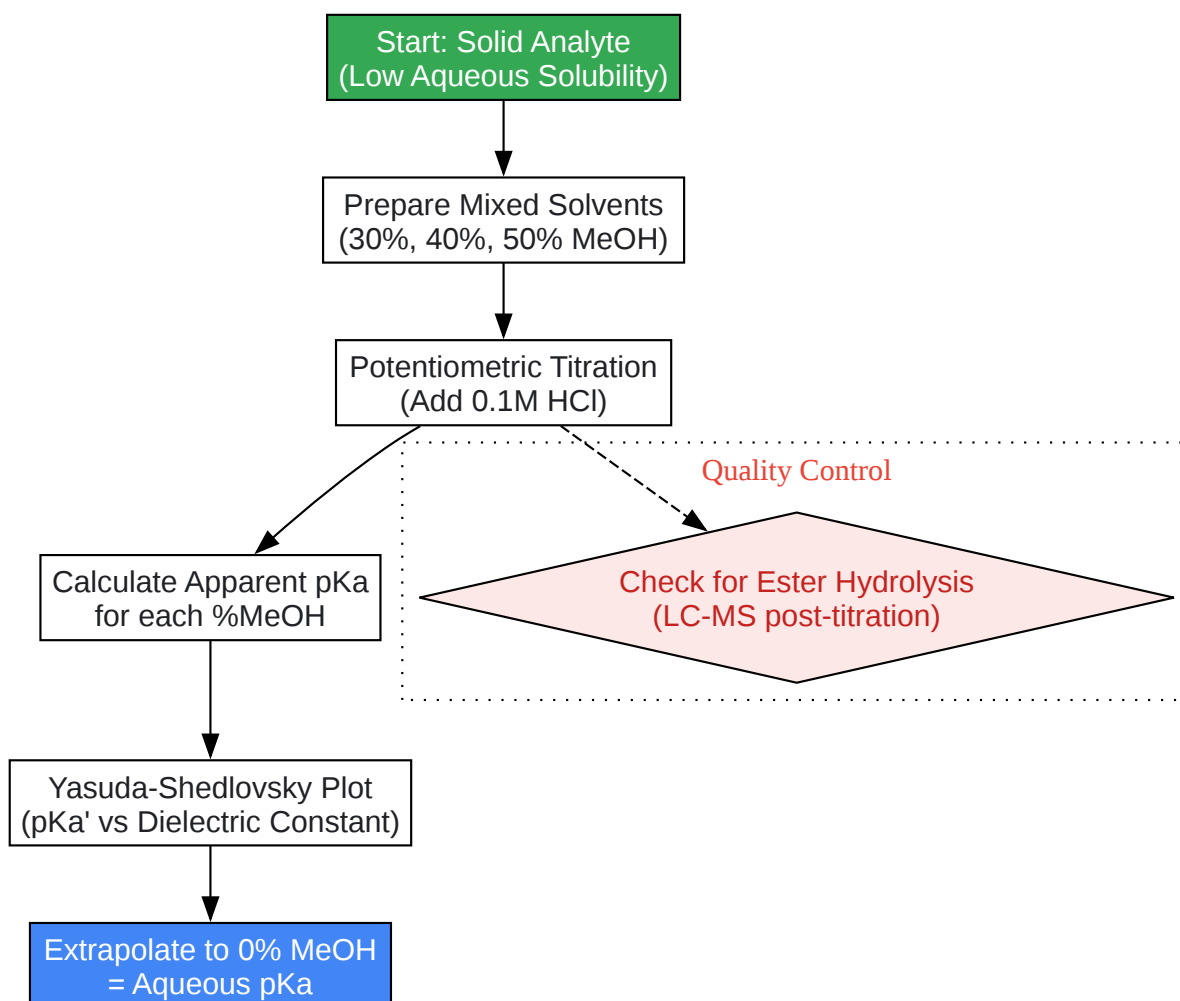 Start: Solid Analyte
(Low Aqueous Solubility)
Prepare Mixed Solvents
(30%, 40%, 50% MeOH)
Potentiometric Titration
(Add 0.1M HCl)
Quality Control
Check for Ester Hydrolysis
(LC-MS post-titration)
Calculate Apparent pKa
for each %MeOH
Yasuda-Shedlovsky Plot
(pKa' vs Dielectric Constant)
Extrapolate to 0% MeOH
= Aqueous pKa